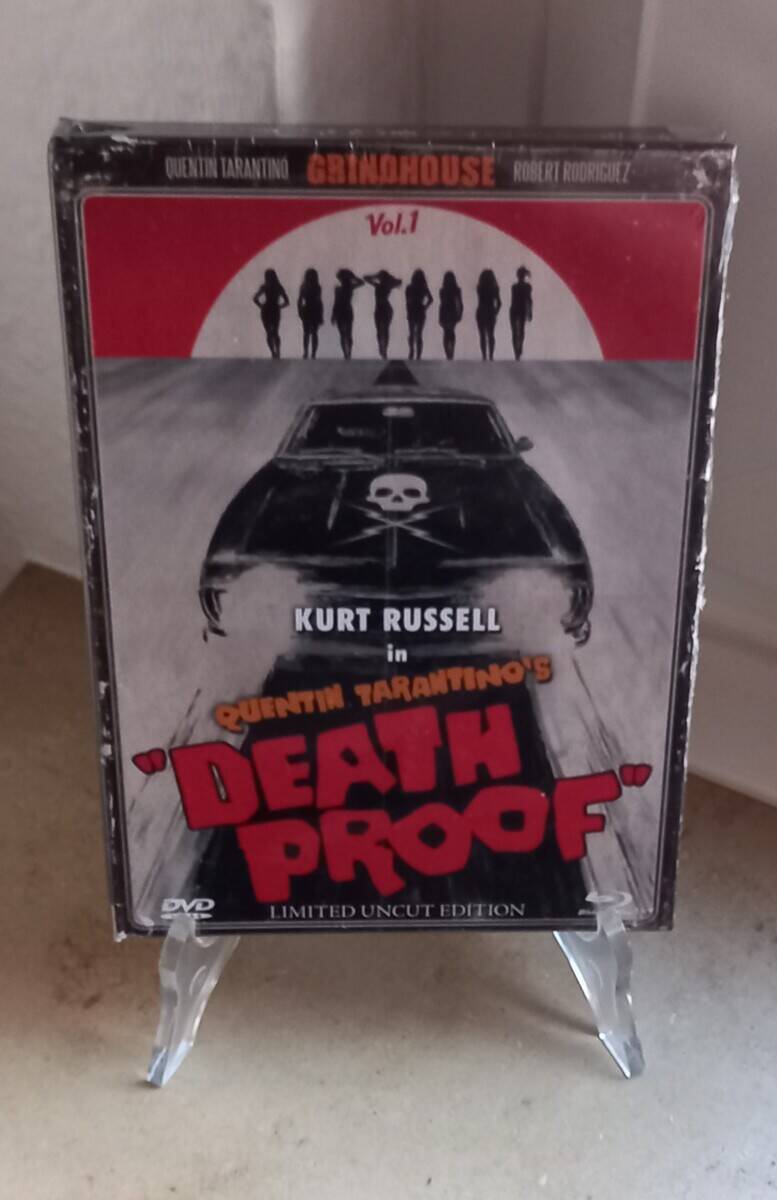 QUENTIN TARANTINO GRINDHOUSE ROBERT RODRIGUEZ
Vol.1
KURT RUSSELL
in
QUENTIN TARANTINO'S
"DEATH
PROOF"
DVD
LIMITED UNCUT EDITION